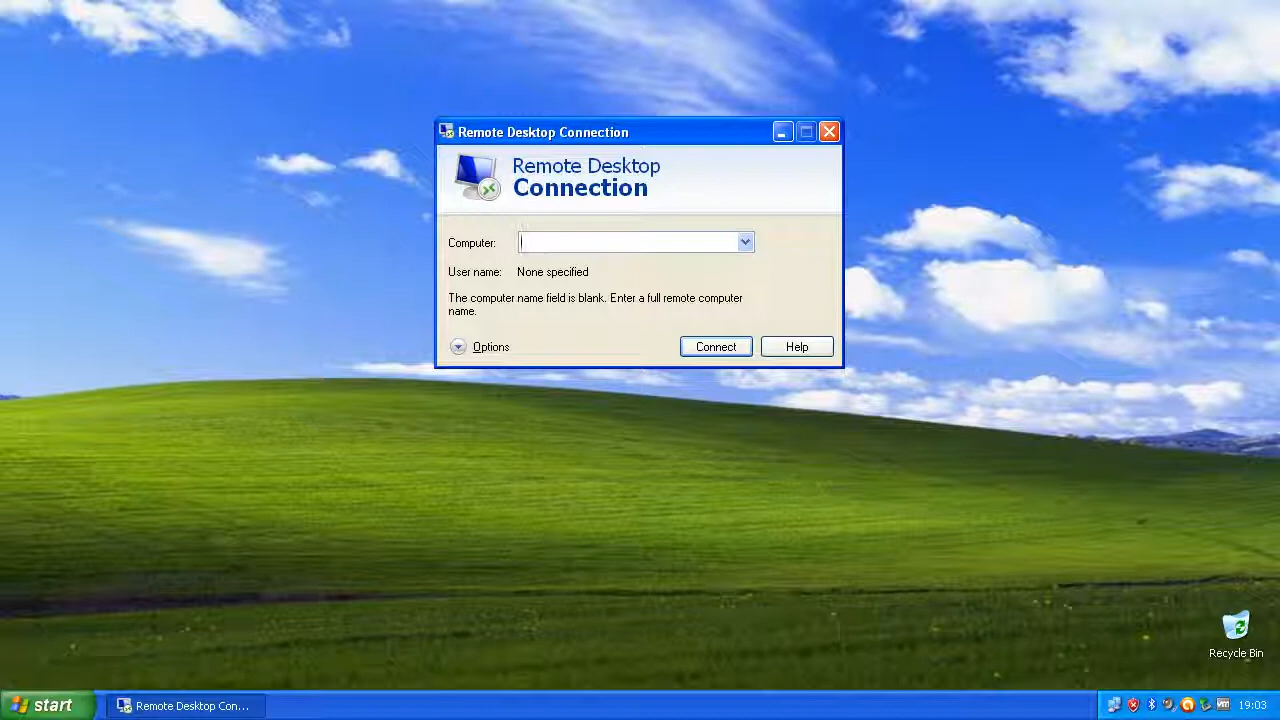 Remote Desktop Connection
Remote Desktop
Connection
Computer:
User name: None specified
The computer name field is blank. Enter a full remote computer
name.
Options
Connect
Help
Recycle Bin
start
Remote Desktop Con...
19:03